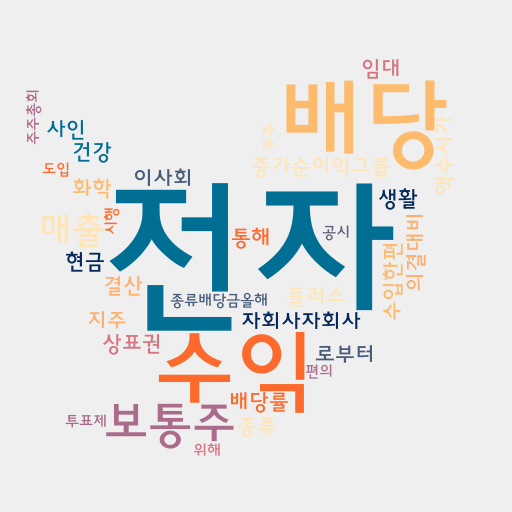 임대
배당
주주총회
사인
건강
주주
증가순이익그룹
액수시기
도입
이사회
화학
생활
전자
매출
시행
통해
공시
의결대비
수입한편
현금
결산
종류배당금올해
플러스
지주
자회사자회사
상표권
수익
로부터
편의
배당률
보통주
투표제
종류
위해